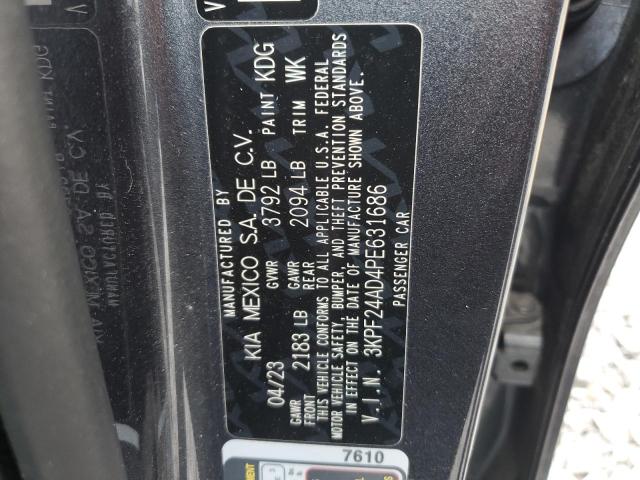 MANUFACTURED BY
KIA MEXICO S.A. DE C.V.
04/23 GVWR 3792 LB PAINT KDG
GAWR FRONT 2183 LB GAWR REAR 2094 LB TRIM WK
THIS VEHICLE CONFORMS TO ALL APPLICABLE U.S.A. FEDERAL
MOTOR VEHICLE SAFETY, BUMPER, AND THEFT PREVENTION STANDARDS
IN EFFECT ON THE DATE OF MANUFACTURE SHOWN ABOVE.
V.I.N. 3KPF24AD4PE631686
PASSENGER CAR
7610